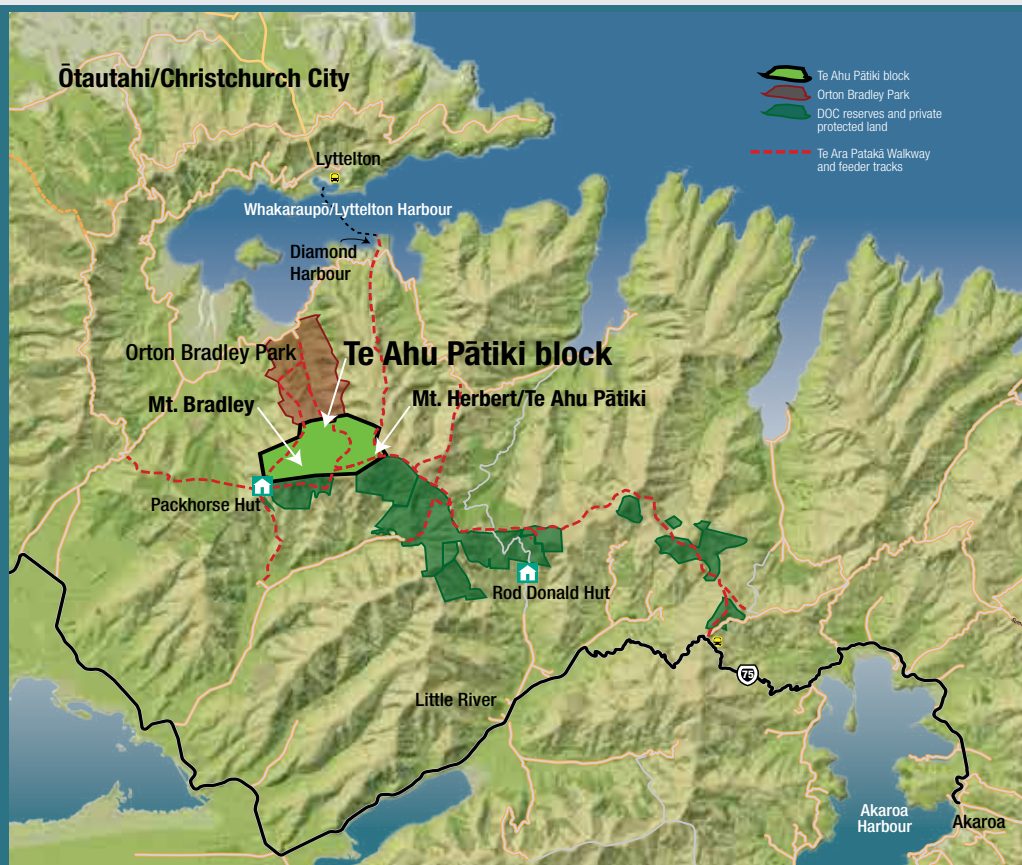 Ōtautahi/Christchurch City
Te Ahu Pātiki block
Orton Bradley Park
DOC reserves and private
protected land
Te Ara Patakā Walkway
and feeder tracks
Lyttelton
Whakaraupō/Lyttelton Harbour
Diamond
Harbour
Orton Bradley Park
Te Ahu Pātiki block
Mt. Bradley
Mt. Herbert/Te Ahu Pātiki
Packhorse Hut
Rod Donald Hut
75
Little River
Akaroa
Harbour
Akaroa